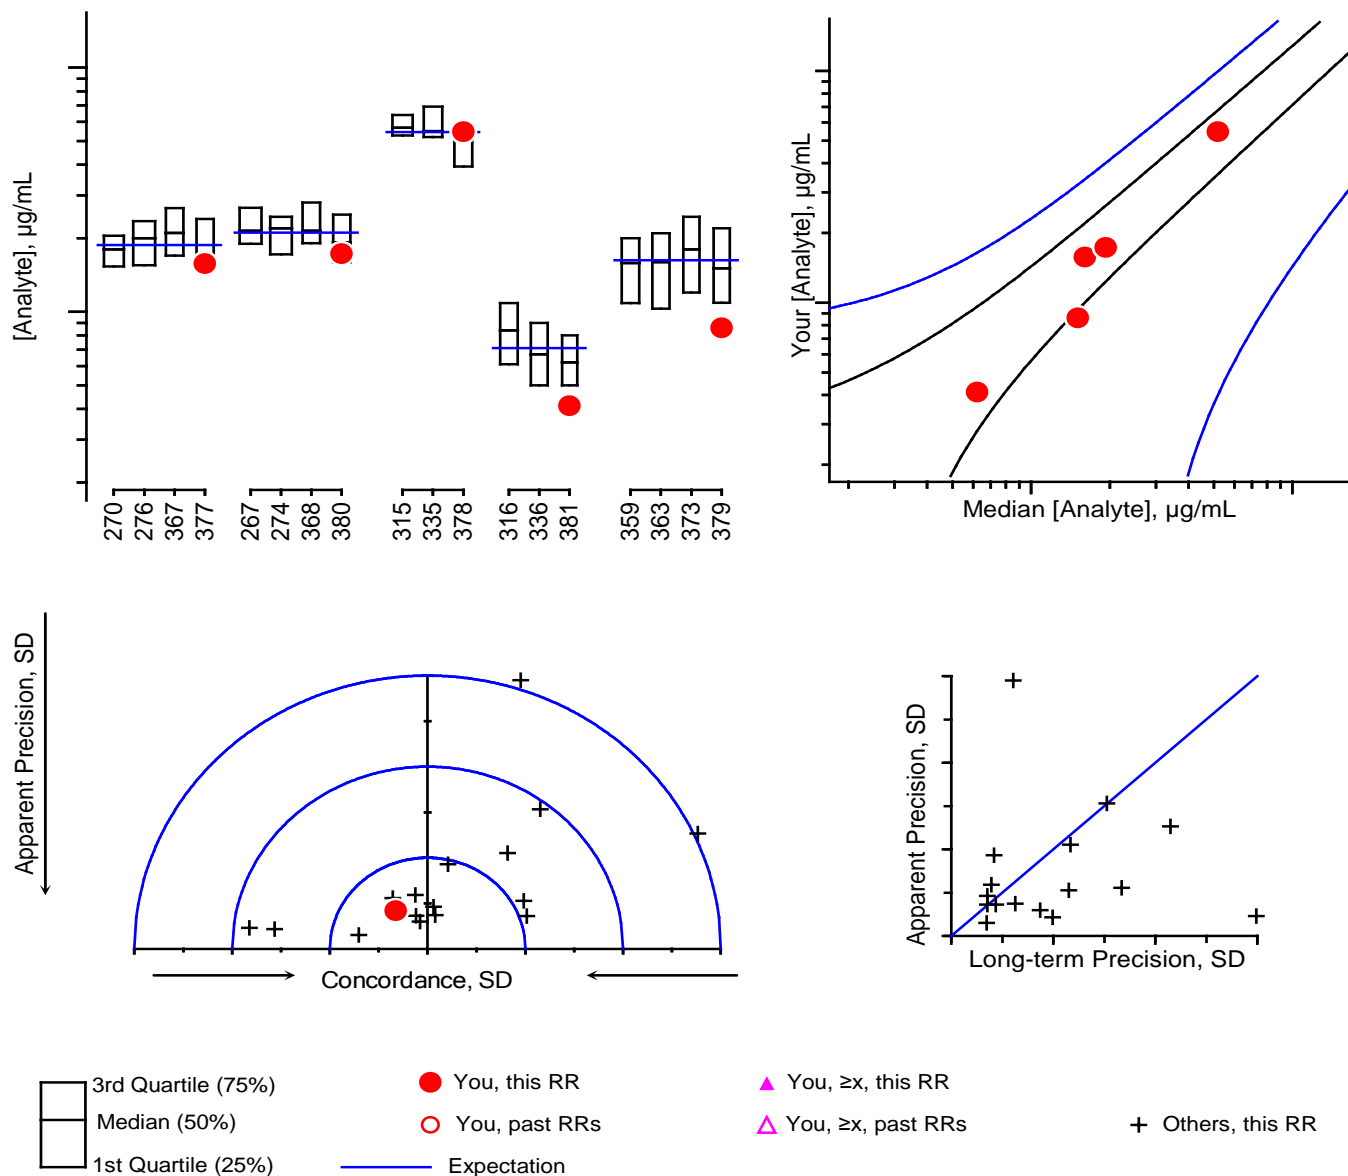 [Analyte], µg/mL
270 276 367 377 267 274 368 380 315 335 378 316 336 381 359 363 373 379
Your [Analyte], µg/mL
Median [Analyte], µg/mL
Apparent Precision, SD
Concordance, SD
Apparent Precision, SD
Long-term Precision, SD
3rd Quartile (75%)
Median (50%)
1st Quartile (25%)
You, this RR
You, past RRs
Expectation
You, ≥x, this RR
You, ≥x, past RRs
Others, this RR